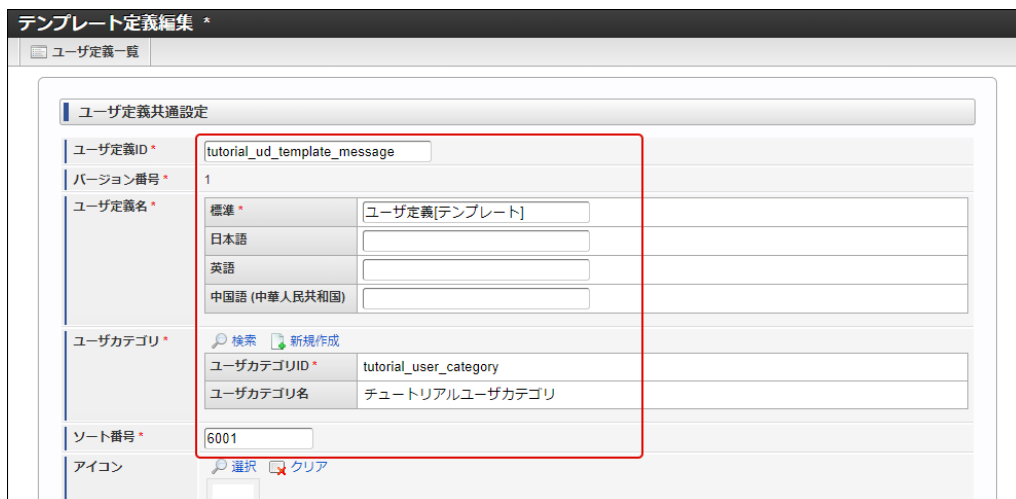 テンプレート定義編集 *
ユーザ定義一覧
ユーザ定義共通設定
ユーザ定義ID * tutorial_ud_template_message
バージョン番号 * 1
ユーザ定義名 * 標準 * ユーザ定義[テンプレート]
日本語
英語
中国語 (中華人民共和国)
ユーザカテゴリ * 検索 新規作成
ユーザカテゴリID * tutorial_user_category
ユーザカテゴリ名 チュートリアルユーザカテゴリ
ソート番号 * 6001
アイコン 選択 クリア